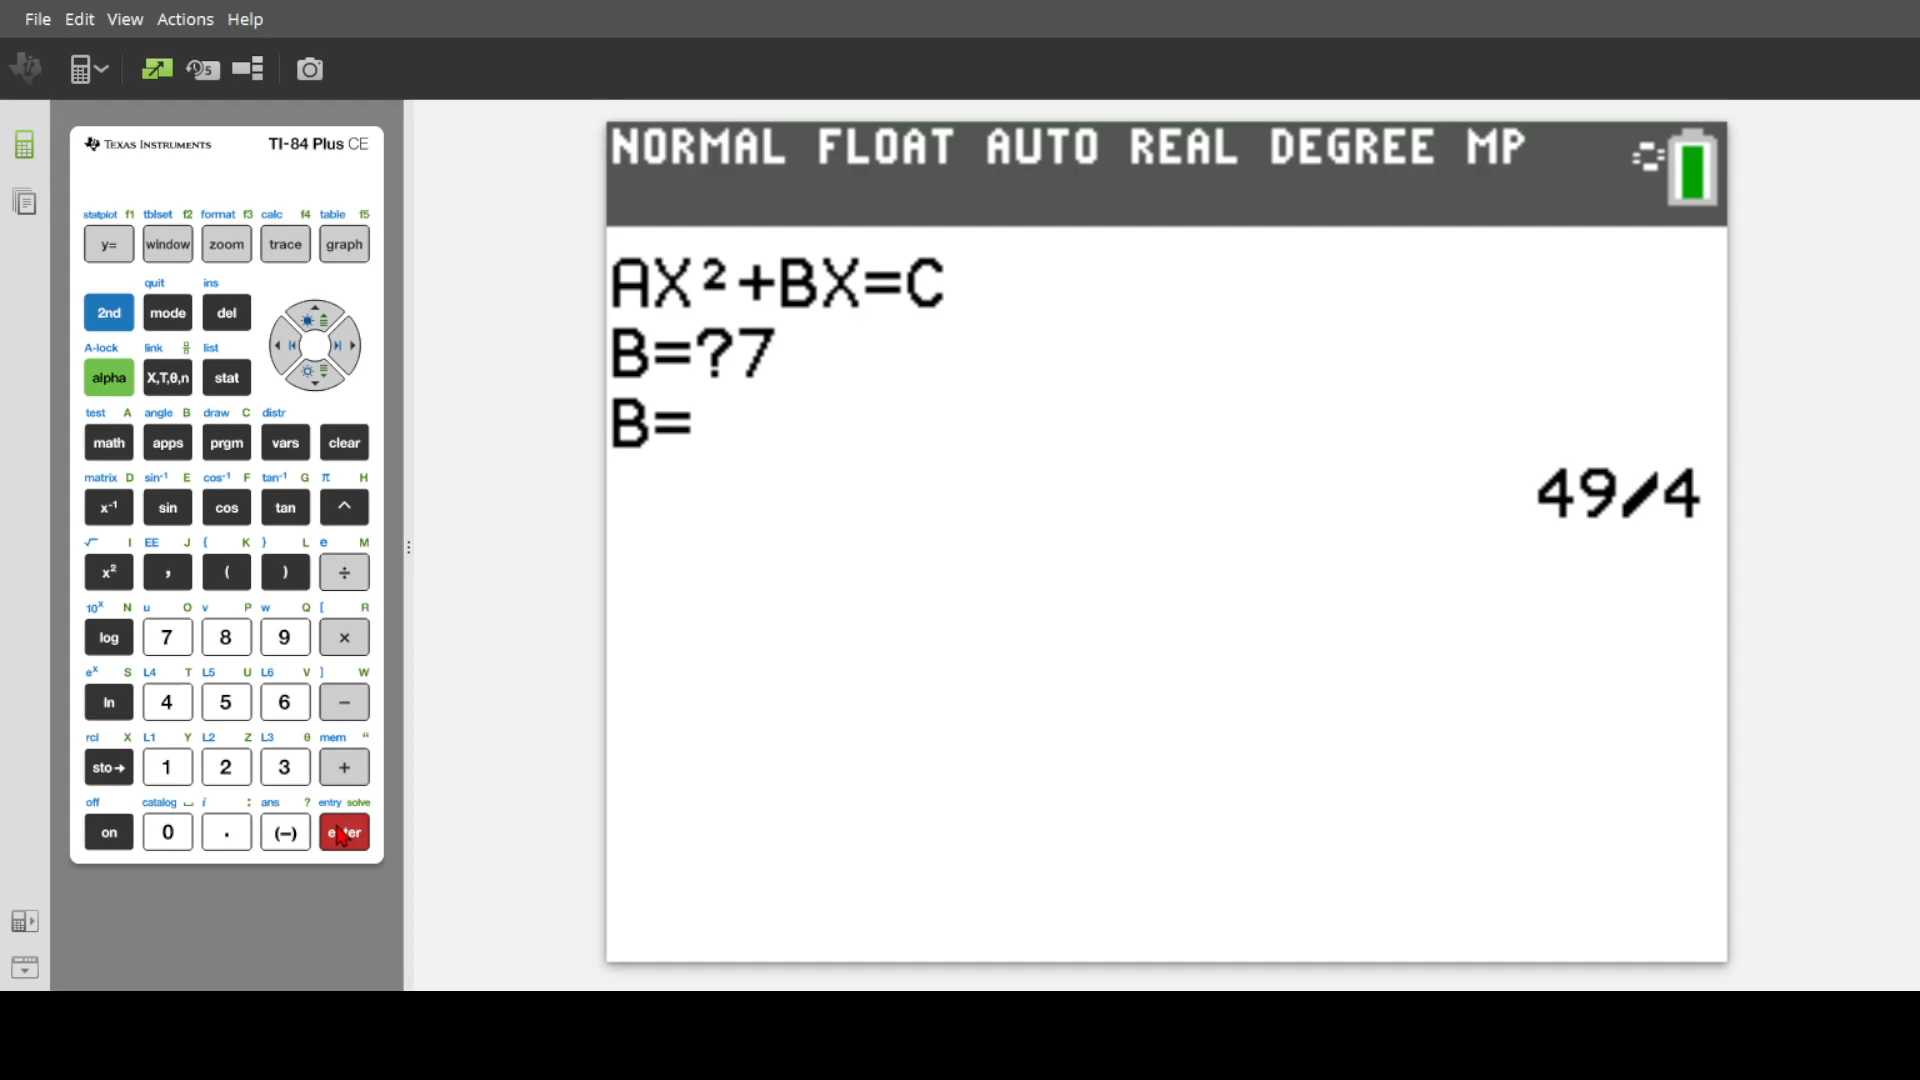 File Edit View Actions Help
TEXAS INSTRUMENTS TI-84 Plus CE
statplot f1 tblset f2 format f3 calc f4 table f5
y= window zoom trace graph
quit ins
2nd mode del
A-lock link list
alpha X,T,θ,n stat
test A angle B draw C distr
math apps prgm vars clear
matrix D sin⁻¹ E cos⁻¹ F tan⁻¹ G π H
x⁻¹ sin cos tan ^
√ I EE J { K } L e M
x² , ( ) ÷
10ˣ N u O v P w Q [ R
log 7 8 9 ×
eˣ S L4 T L5 U L6 V ] W
ln 4 5 6 −
rcl X L1 Y L2 Z L3 θ mem "
sto→ 1 2 3 +
off catalog ⎵ i : ans ? entry solve
on 0 . (−) enter
NORMAL FLOAT AUTO REAL DEGREE MP
AX²+BX=C
B=?7
B=
49/4